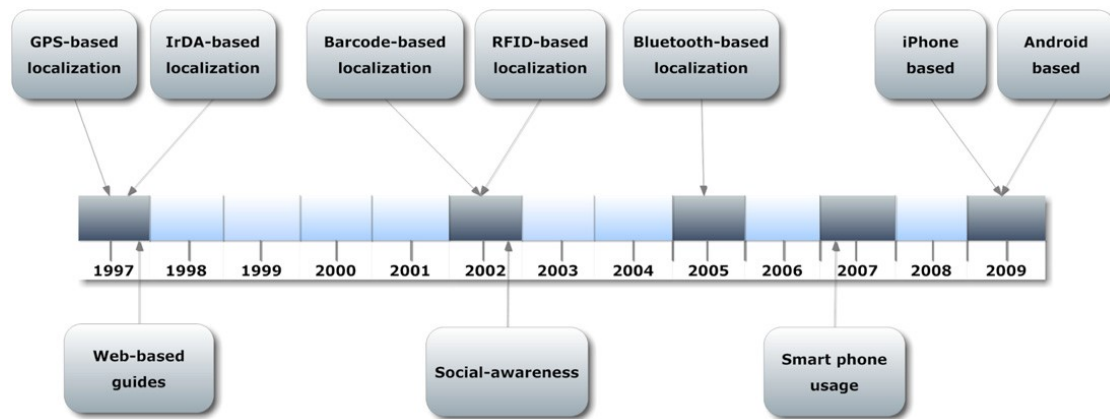 GPS-based
localization
IrDA-based
localization
Barcode-based
localization
RFID-based
localization
Bluetooth-based
localization
iPhone
based
Android
based
1997 1998 1999 2000 2001 2002 2003 2004 2005 2006 2007 2008 2009
Web-based
guides
Social-awareness
Smart phone
usage